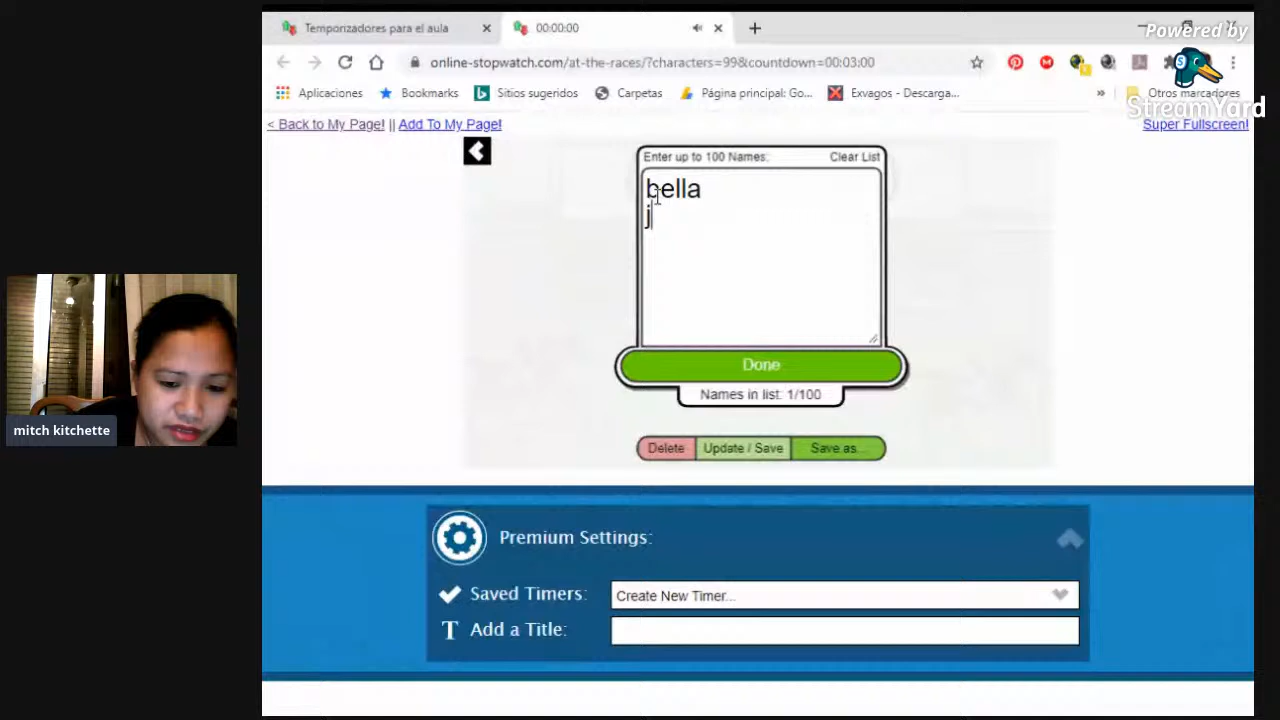 Temporizadores para el aula
00:00:00
Powered by
StreamYard
online-stopwatch.com/at-the-races/?characters=99&countdown=00:03:00
Aplicaciones
Bookmarks
Sitios sugeridos
Carpetas
Página principal: Go...
Exvagos - Descarga...
»
Otros marcadores
< Back to My Page! || Add To My Page!
Super Fullscreen!
Enter up to 100 Names:
Clear List
bella
j
Done
Names in list: 1/100
Delete
Update / Save
Save as...
mitch kitchette
Premium Settings:
Saved Timers:
Create New Timer...
T Add a Title: